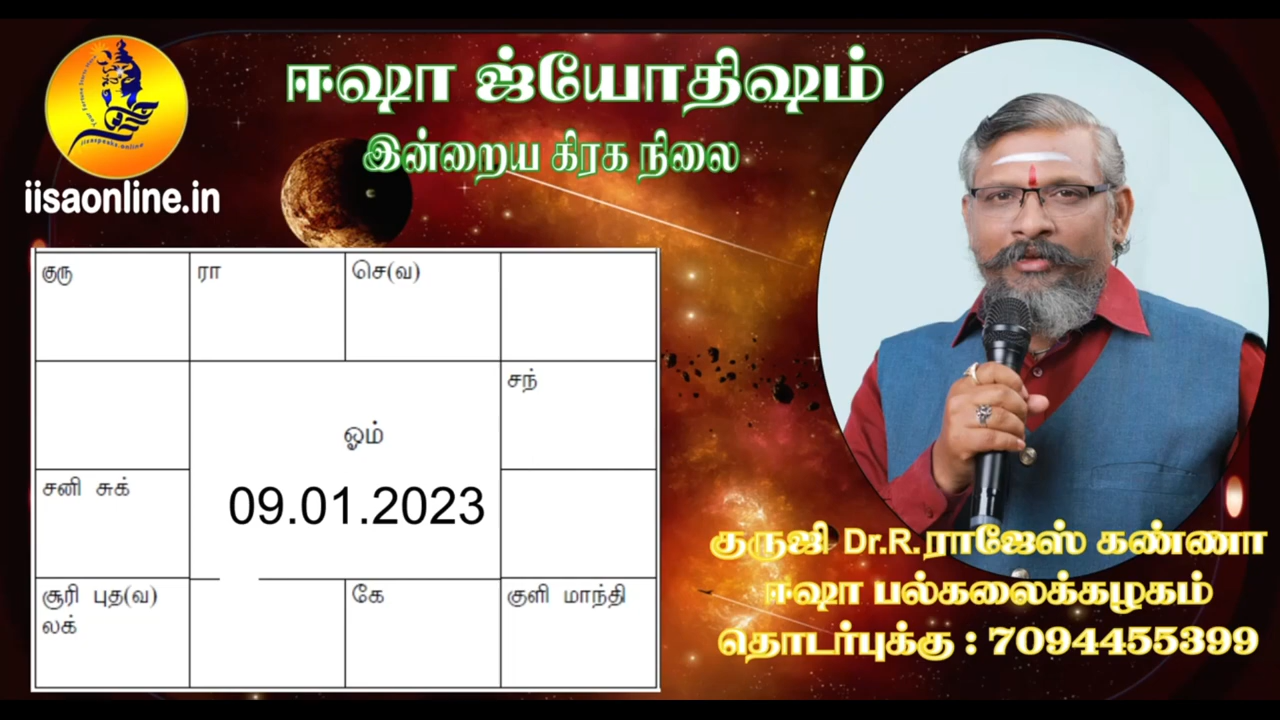 ஈஷா ஜ்யோதிஷம்
இன்றைய கிரக நிலை
iisaonline.in
குரு
ரா
செ(வ)
சந்
ஓம்
சனி சுக்
09.01.2023
சூரி புத(வ)
லக்
கே
குளி மாந்தி
குருஜி Dr.R.ராஜேஸ் கண்ணா
ஈஷா பல்கலைக்கழகம்
தொடர்புக்கு : 7094455399